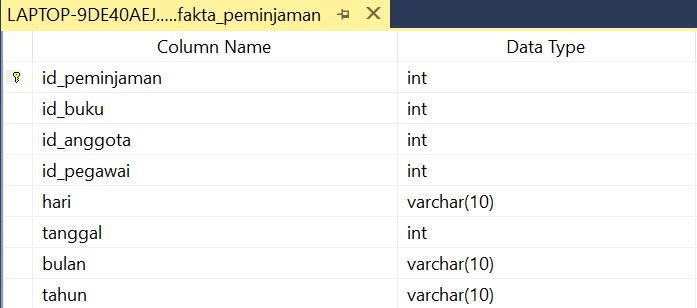 LAPTOP-9DE40AEJ.....fakta_peminjaman
Column Name Data Type
id_peminjaman int
id_buku int
id_anggota int
id_pegawai int
hari varchar(10)
tanggal int
bulan varchar(10)
tahun varchar(10)